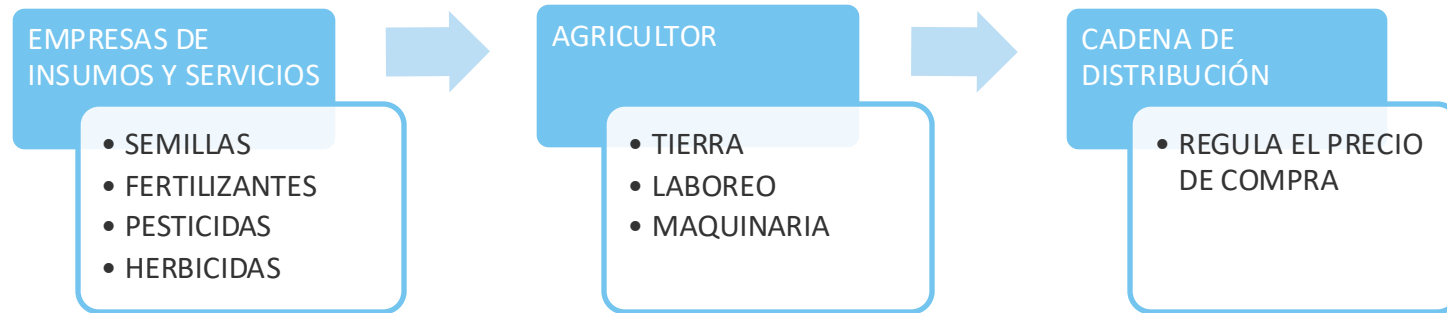 EMPRESAS DE
INSUMOS Y SERVICIOS
• SEMILLAS
• FERTILIZANTES
• PESTICIDAS
• HERBICIDAS
AGRICULTOR
• TIERRA
• LABOREO
• MAQUINARIA
CADENA DE
DISTRIBUCIÓN
• REGULA EL PRECIO
DE COMPRA